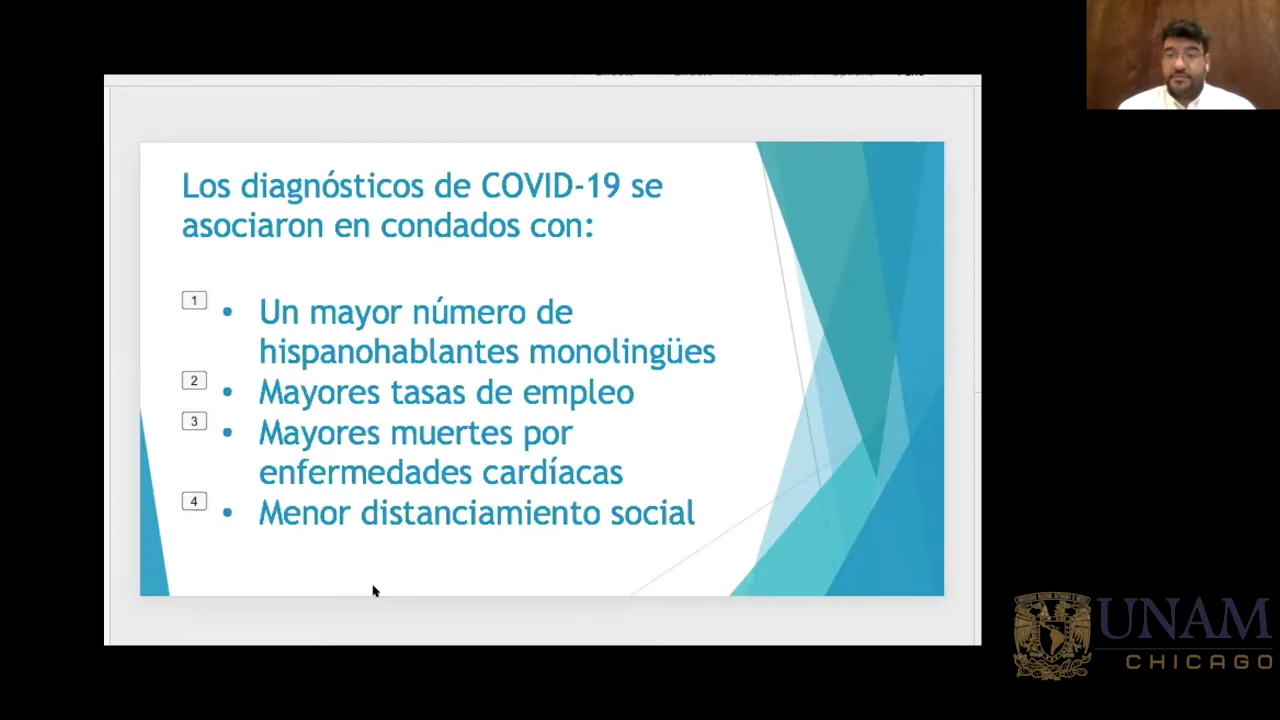 Los diagnósticos de COVID-19 se
asociaron en condados con:
1
• Un mayor número de
hispanohablantes monolingües
2
• Mayores tasas de empleo
3
• Mayores muertes por
enfermedades cardíacas
4
• Menor distanciamiento social
UNAM
CHICAGO